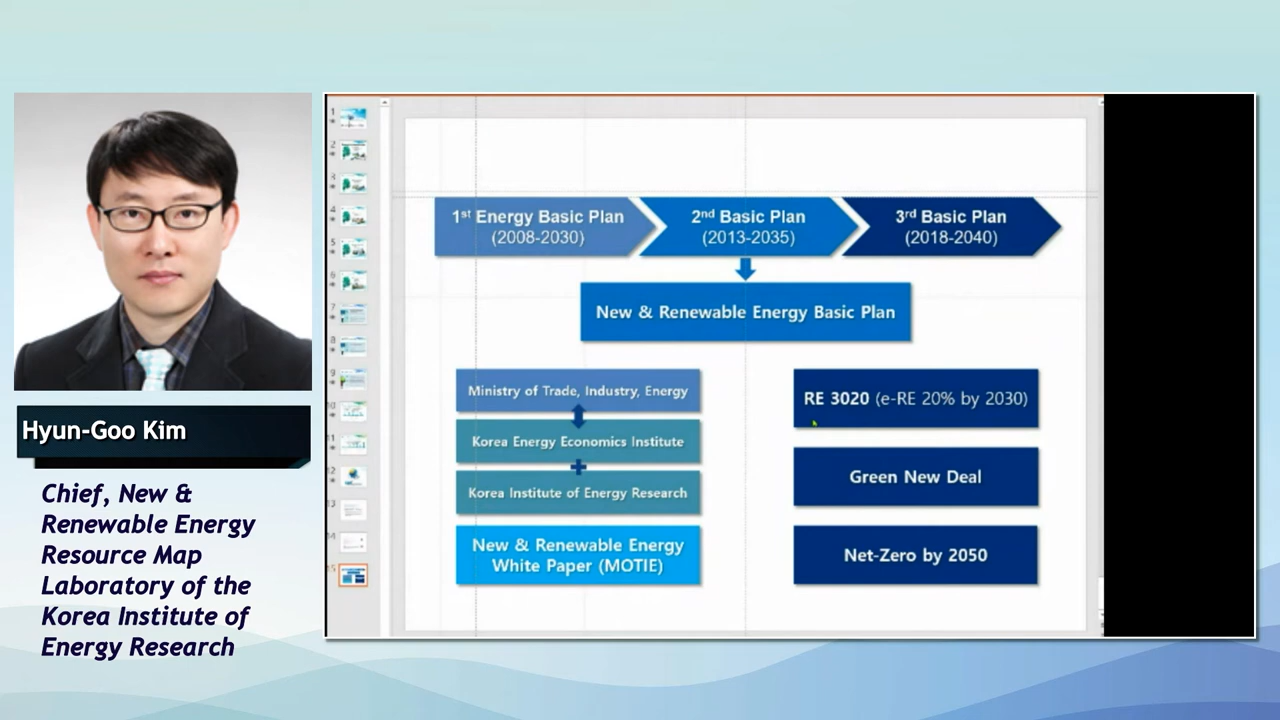 Hyun-Goo Kim
Chief, New &
Renewable Energy
Resource Map
Laboratory of the
Korea Institute of
Energy Research
1st Energy Basic Plan
(2008-2030)
2nd Basic Plan
(2013-2035)
3rd Basic Plan
(2018-2040)
New & Renewable Energy Basic Plan
Ministry of Trade, Industry, Energy
Korea Energy Economics Institute
Korea Institute of Energy Research
New & Renewable Energy
White Paper (MOTIE)
RE 3020 (e-RE 20% by 2030)
Green New Deal
Net-Zero by 2050